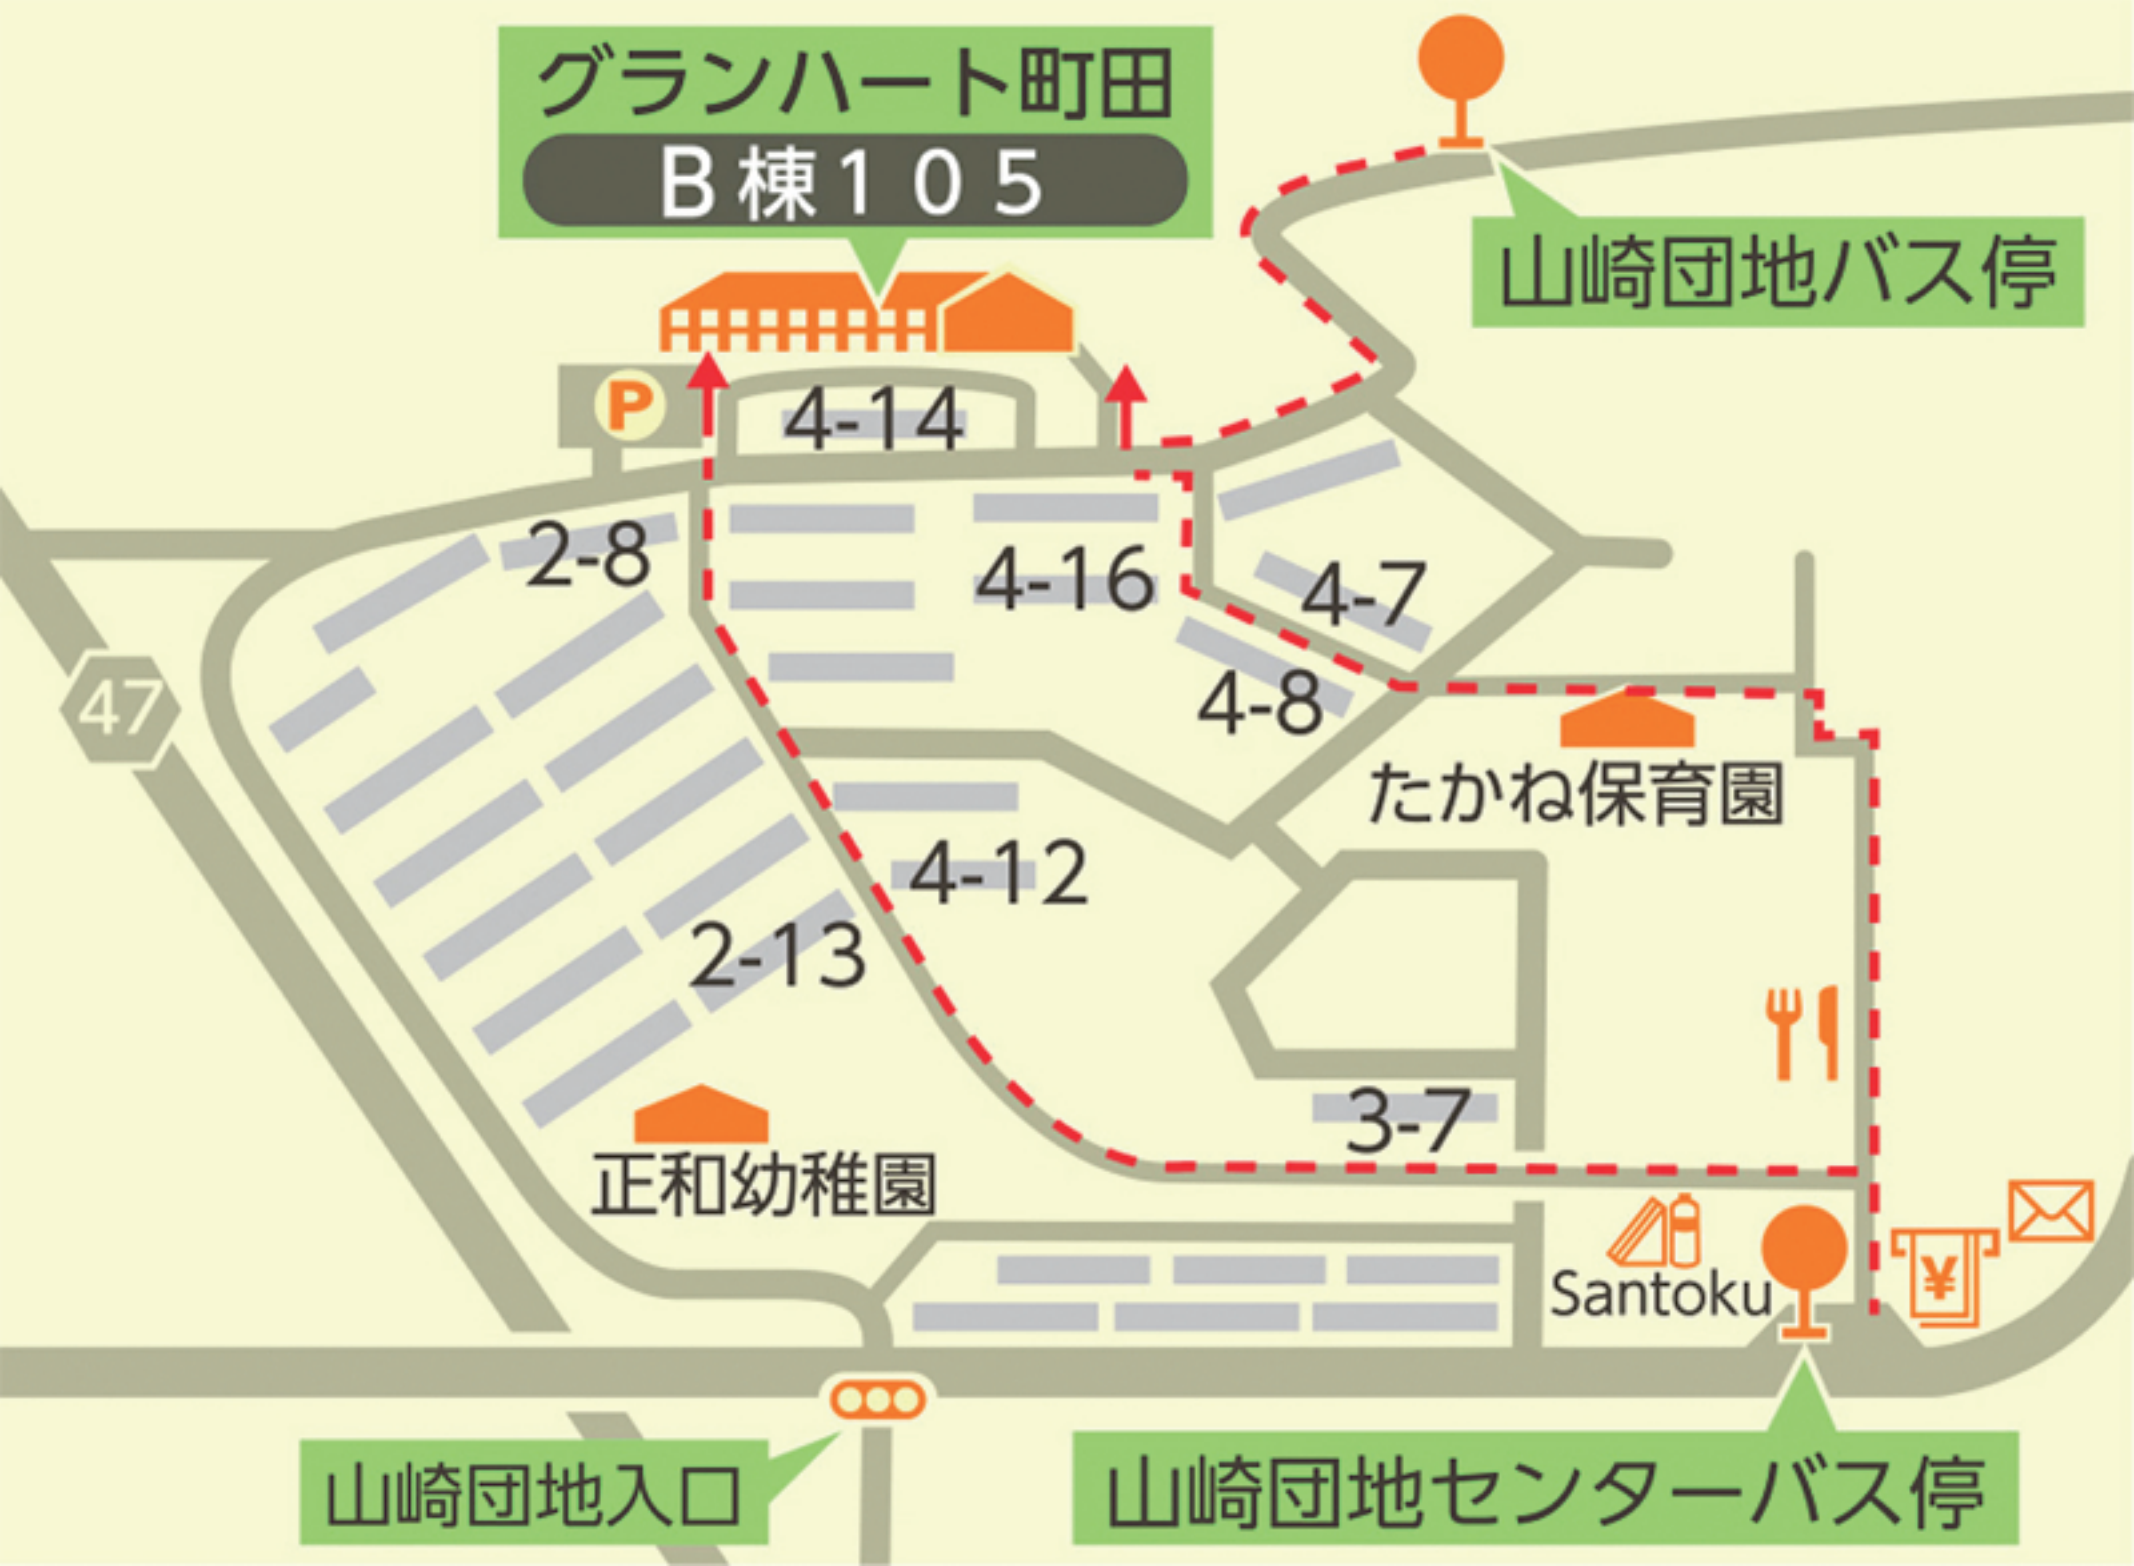 グランハート町田
B棟105
山崎団地バス停
P
4-14
2-8
4-16
4-7
47
4-8
たかね保育園
4-12
2-13
3-7
正和幼稚園
Santoku
¥
山崎団地入口
山崎団地センターバス停